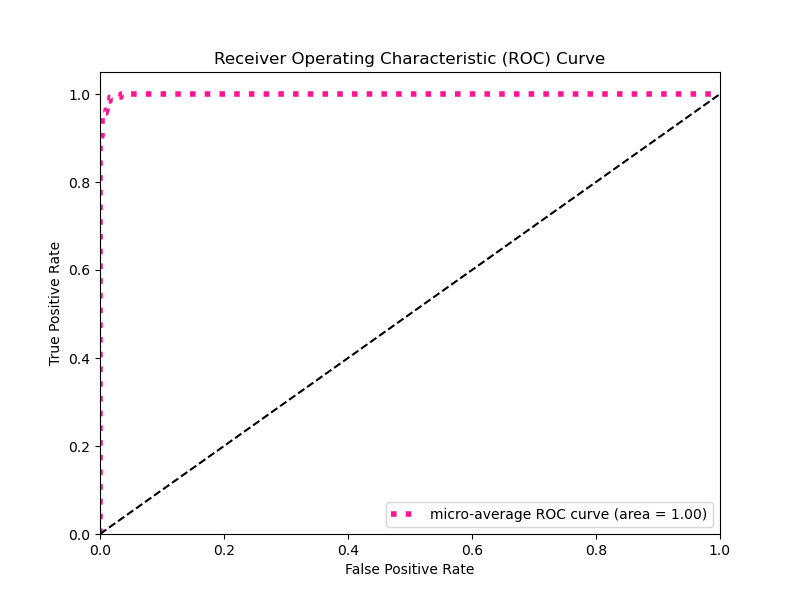 Receiver Operating Characteristic (ROC) Curve
True Positive Rate
1.0
0.8
0.6
0.4
0.2
0.0
0.0 0.2 0.4 0.6 0.8 1.0
False Positive Rate
micro-average ROC curve (area = 1.00)